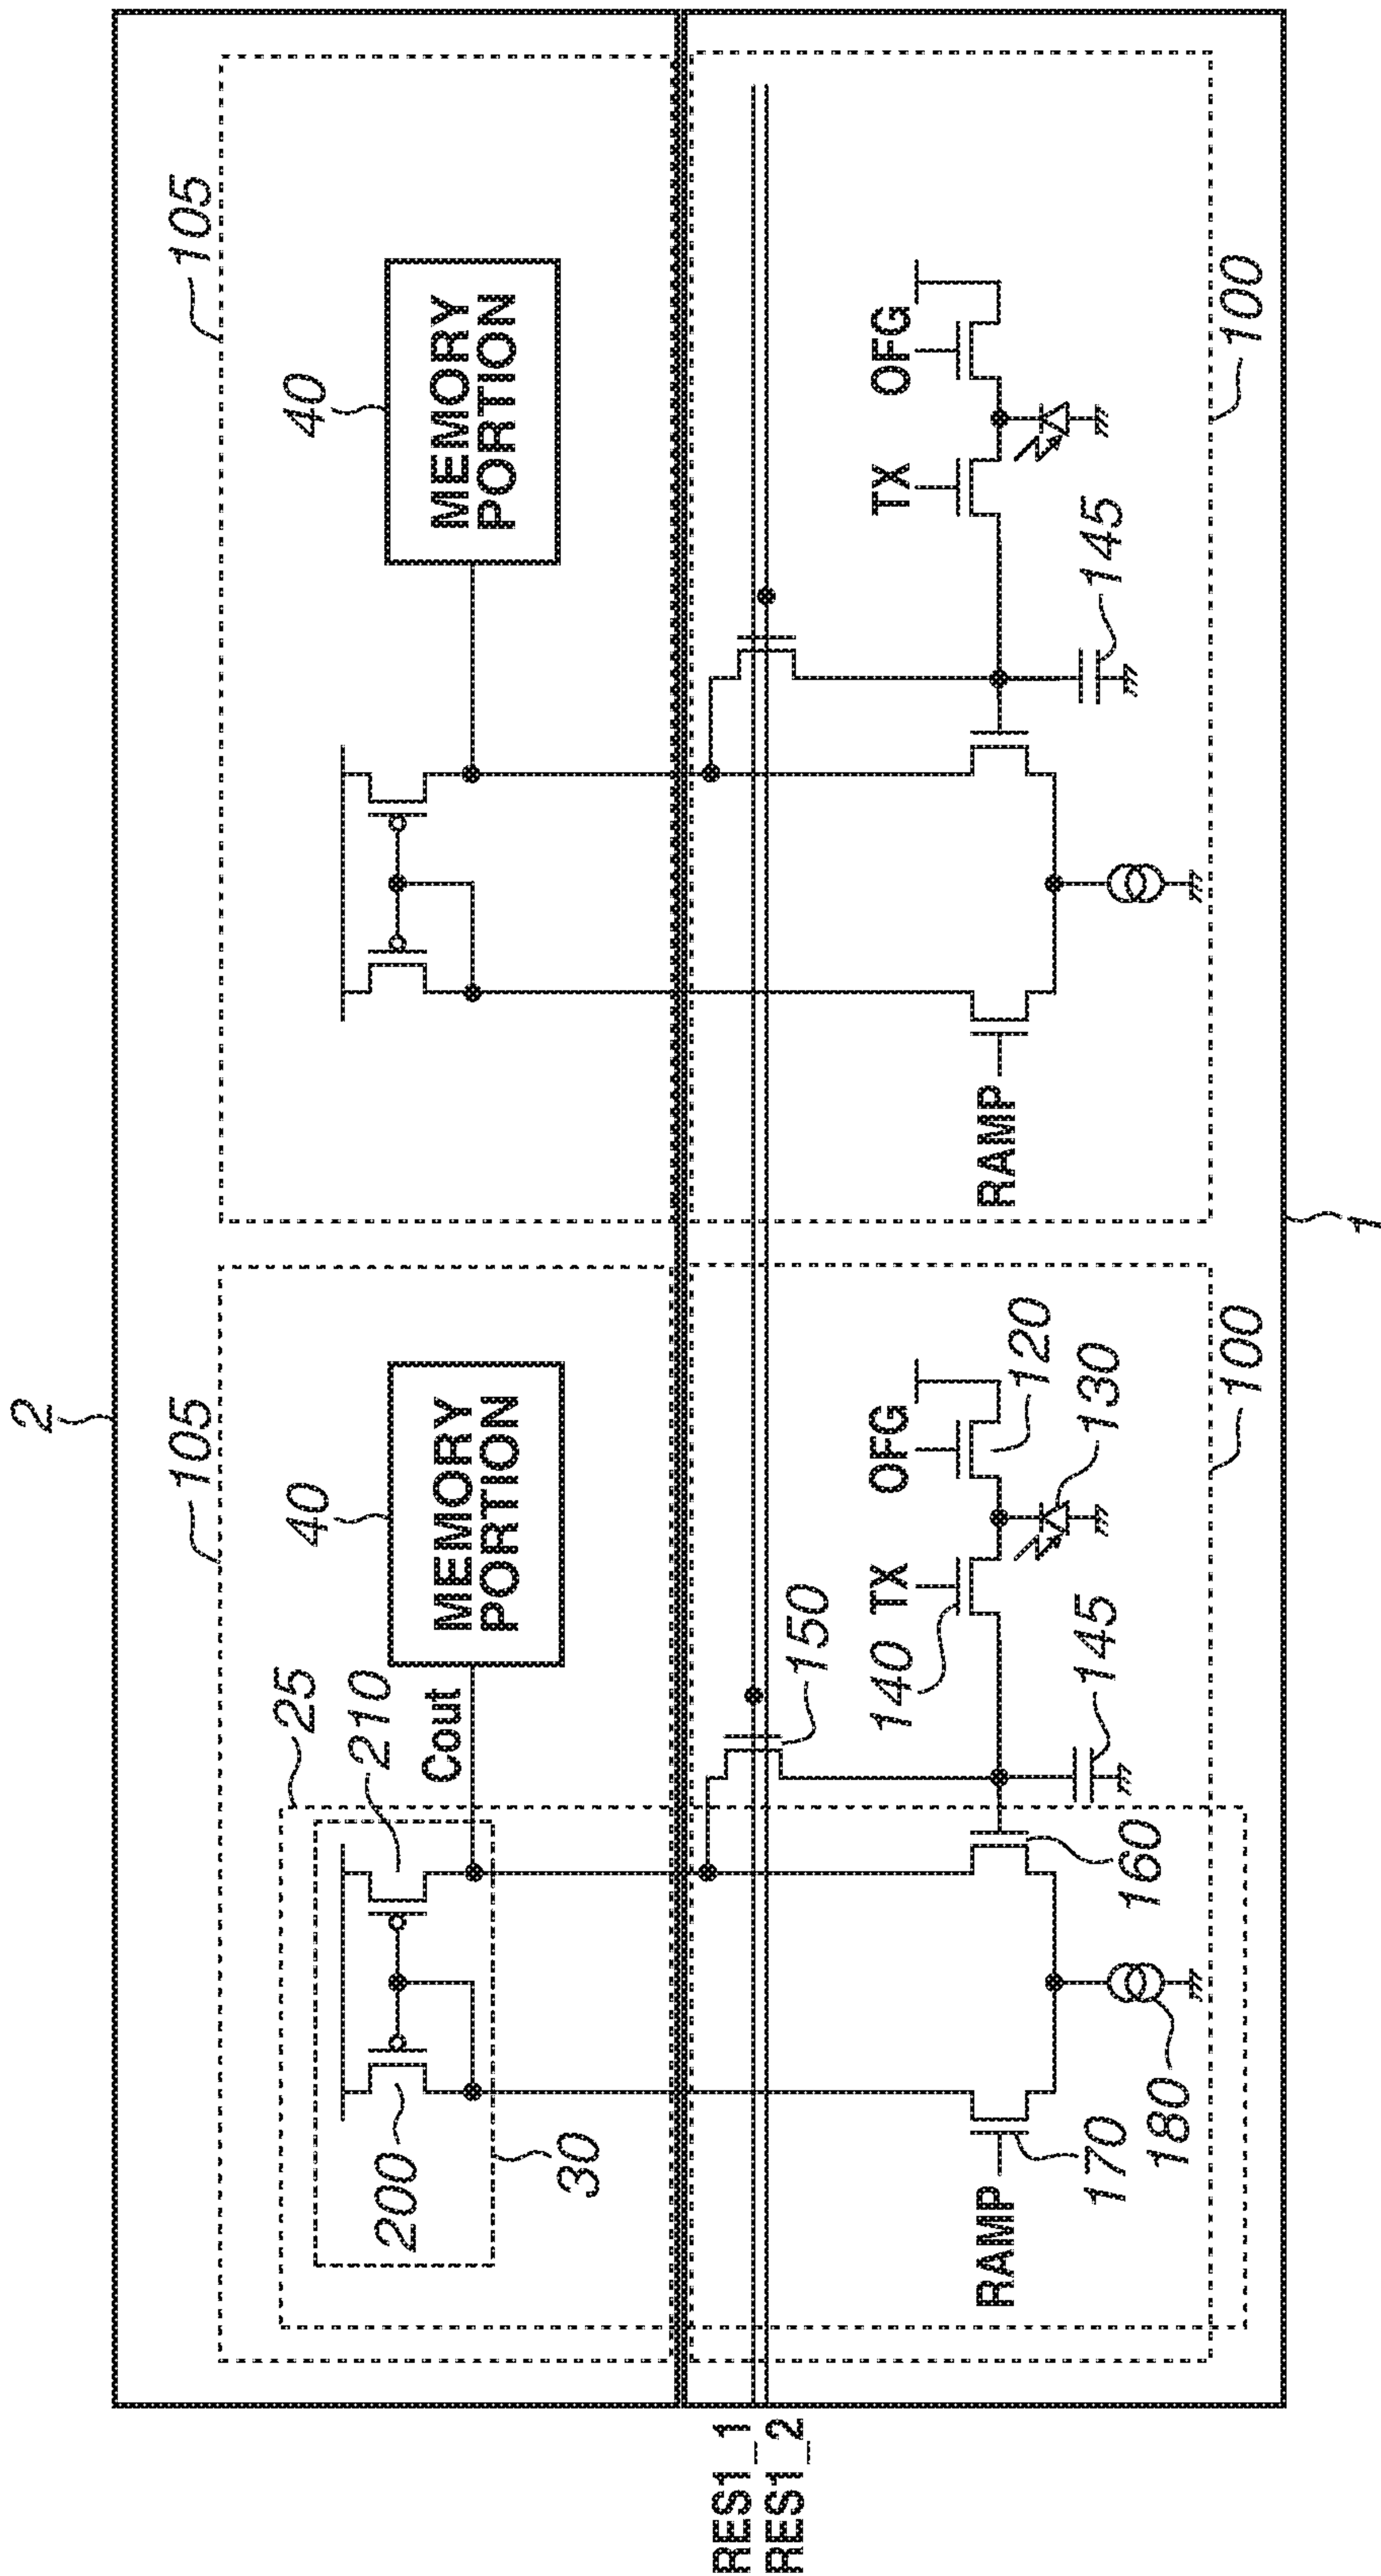 2
105
105
25
40
40
210
MEMORY
PORTION
MEMORY
PORTION
Cout
200
30
RES1_1
RES1_2
150
140
TX
OFG
TX
OFG
120
130
145
145
RAMP
RAMP
160
170
180
100
100
1